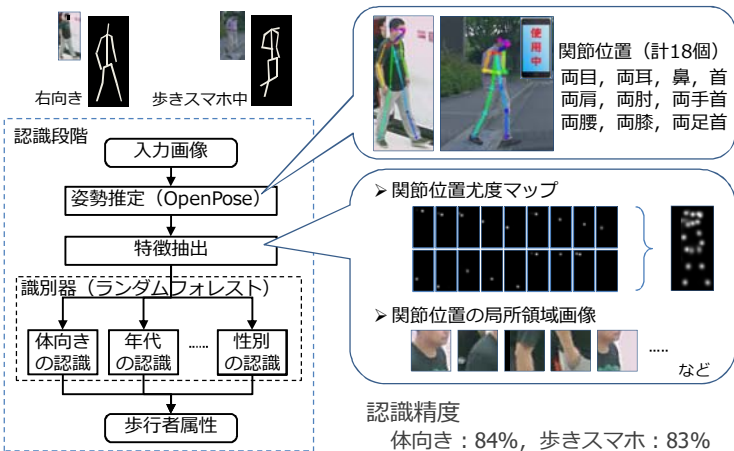 右向き
歩きスマホ中
使用中
関節位置（計18個）
両目，両耳，鼻，首
両肩，両肘，両手首
両腰，両膝，両足首
認識段階
入力画像
姿勢推定（OpenPose）
特徴抽出
識別器（ランダムフォレスト）
体向き
の認識
年代
の認識
......
性別
の認識
歩行者属性
➢関節位置尤度マップ
➢関節位置の局所領域画像
.....
など
認識精度
体向き：84%，歩きスマホ：83%